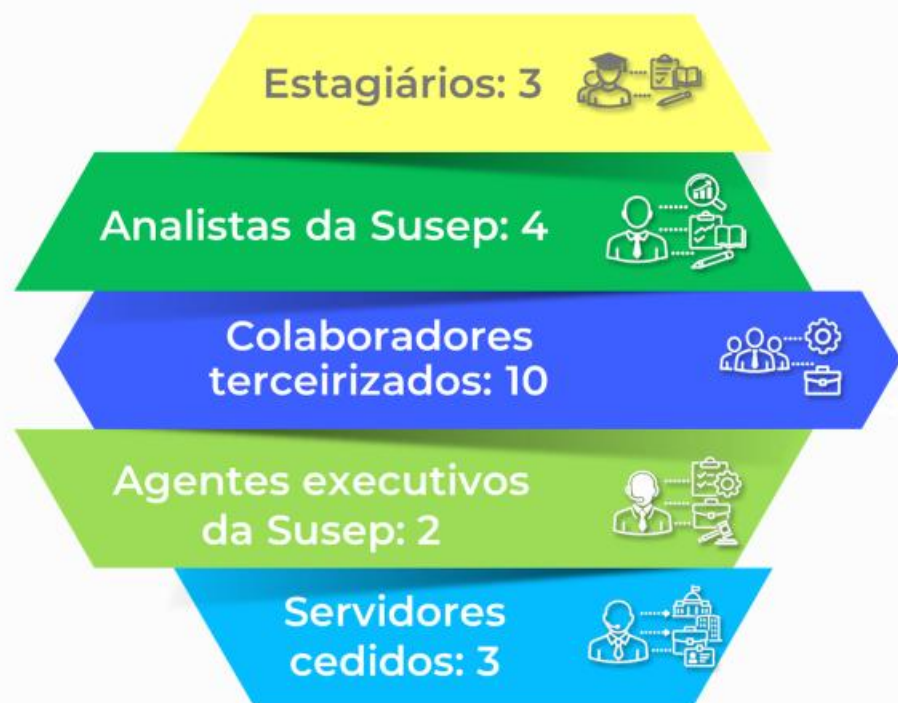 Estagiários: 3
Analistas da Susep: 4
Colaboradores
terceirizados: 10
Agentes executivos
da Susep: 2
Servidores
cedidos: 3